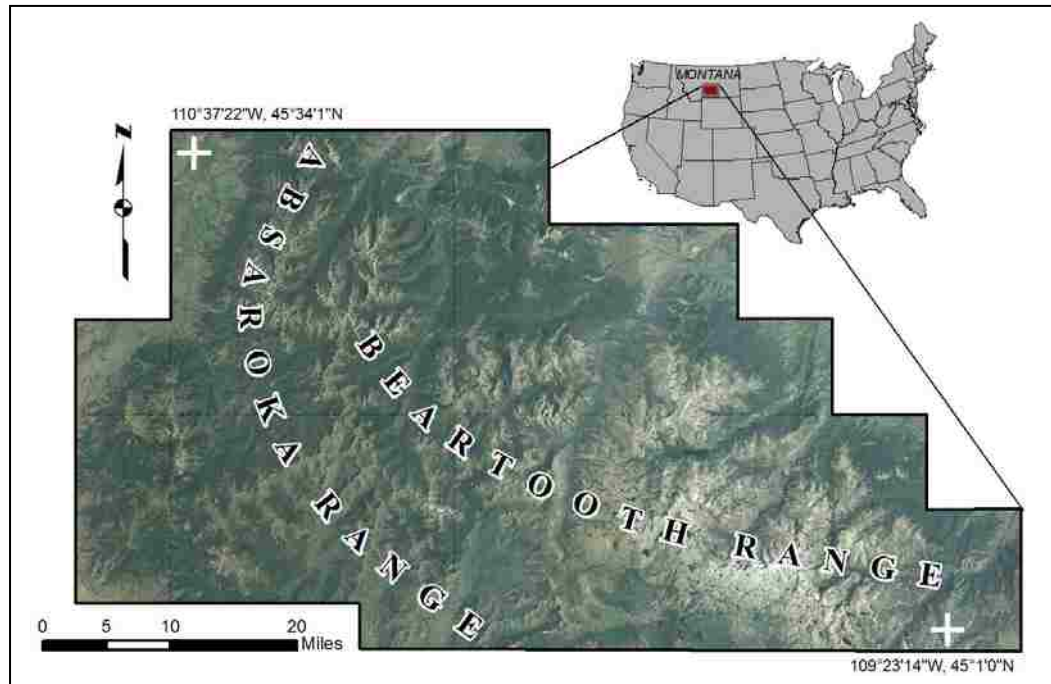 MONTANA
110°37'22"W, 45°34'1"N
N
ABSAROKA RANGE
BEARTOOTH RANGE
0 5 10 20
Miles
109°23'14"W, 45°1'0"N